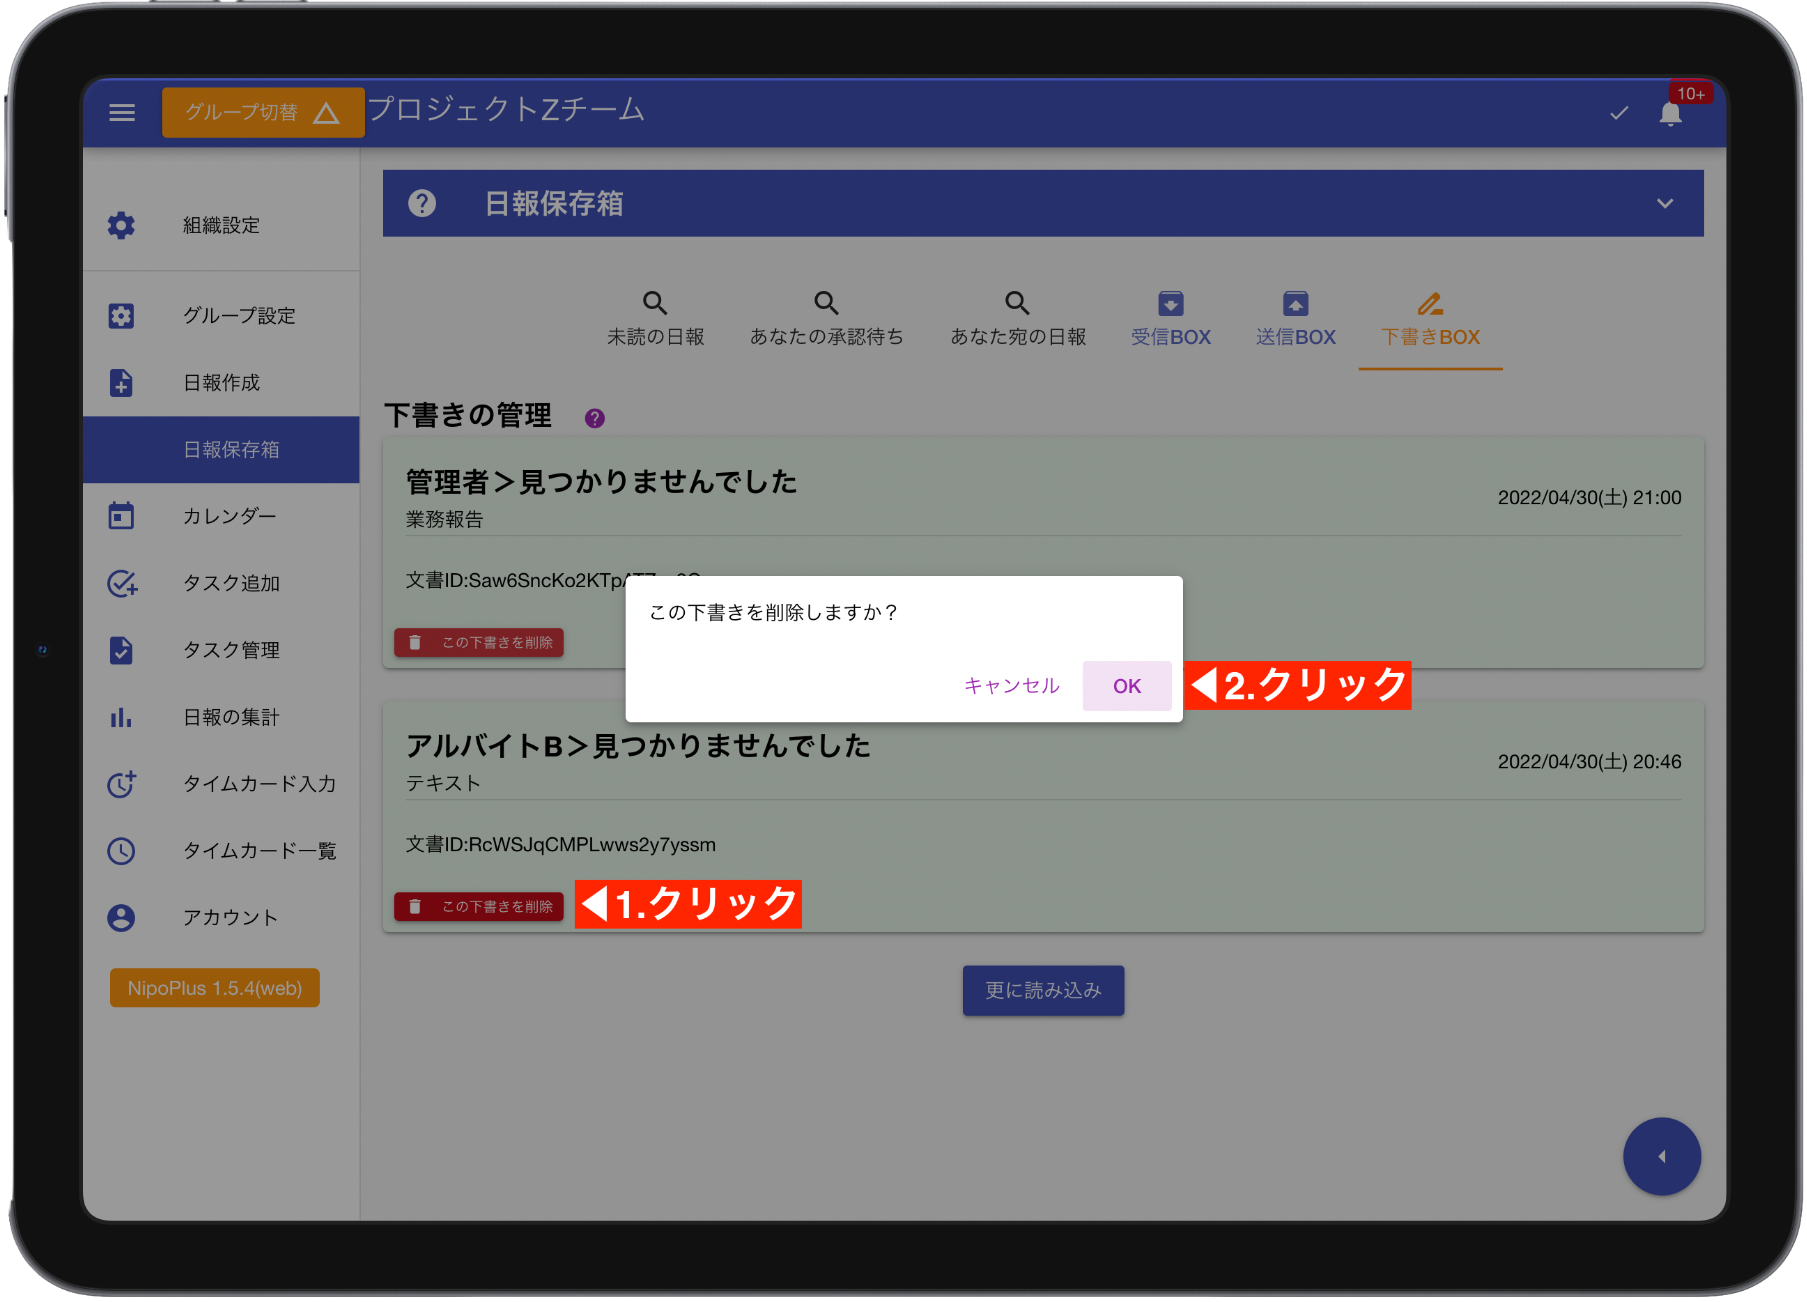 グループ切替 プロジェクトZチーム 10+
組織設定
グループ設定
日報作成
日報保存箱
カレンダー
タスク追加
タスク管理
日報の集計
タイムカード入力
タイムカード一覧
アカウント
NipoPlus 1.5.4(web)
日報保存箱
未読の日報 あなたの承認待ち あなた宛の日報 受信BOX 送信BOX 下書きBOX
下書きの管理
管理者＞見つかりませんでした
業務報告
2022/04/30(土) 21:00
この下書きを削除
この下書きを削除しますか？
キャンセル OK
2.クリック
アルバイトB＞見つかりませんでした
テキスト
2022/04/30(土) 20:46
文書ID:RcWSJqCMPLwws2y7yssm
この下書きを削除
1.クリック
更に読み込み